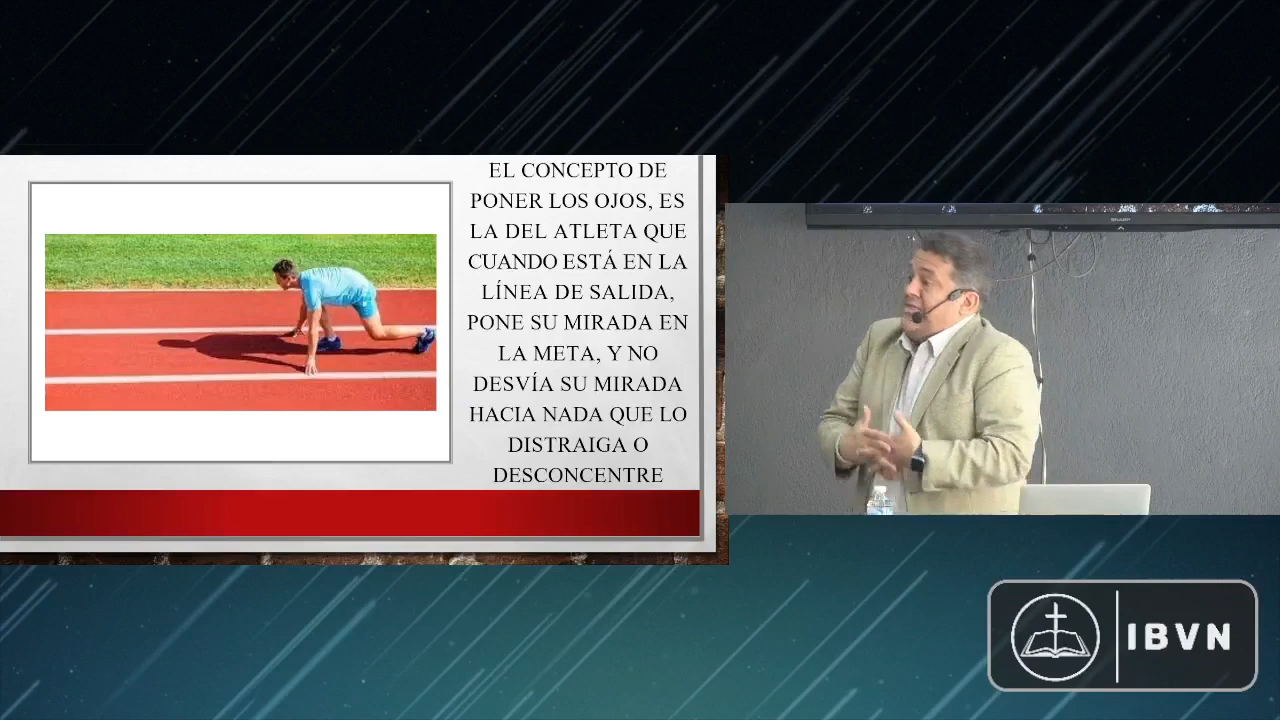 EL CONCEPTO DE
PONER LOS OJOS, ES
LA DEL ATLETA QUE
CUANDO ESTÁ EN LA
LÍNEA DE SALIDA,
PONE SU MIRADA EN
LA META, Y NO
DESVÍA SU MIRADA
HACIA NADA QUE LO
DISTRAIGA O
DESCONCENTRE
SHARP
IBVN